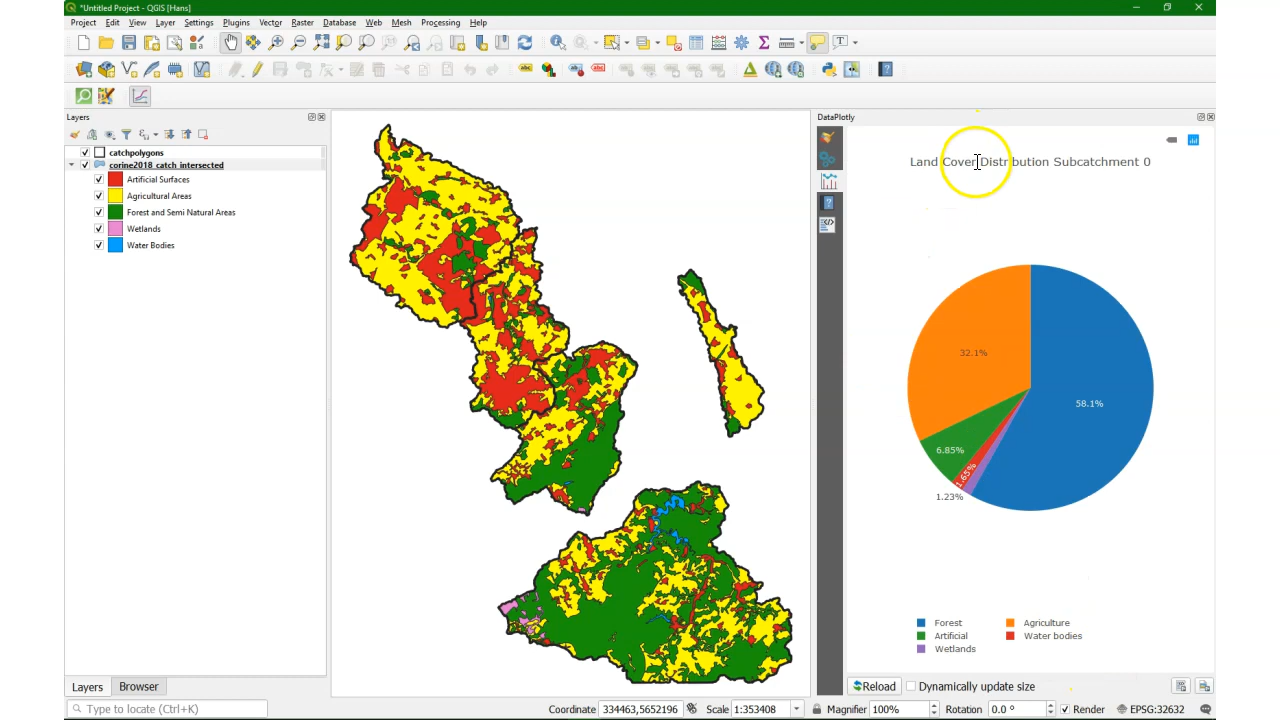 *Untitled Project - QGIS [Hans]
Project Edit View Layer Settings Plugins Vector Raster Database Web Mesh Processing Help
Layers
catchpolygons
corine2018_catch_intersected
Artificial Surfaces
Agricultural Areas
Forest and Semi Natural Areas
Wetlands
Water Bodies
DataPlotly
Land Cover Distribution Subcatchment 0
32.1%
58.1%
6.85%
1.65%
1.23%
Forest
Agriculture
Artificial
Water bodies
Wetlands
Reload
Dynamically update size
Layers Browser
Type to locate (Ctrl+K)
Coordinate 334463,5652196 Scale 1:353408 Magnifier 100% Rotation 0.0 ° Render EPSG:32632